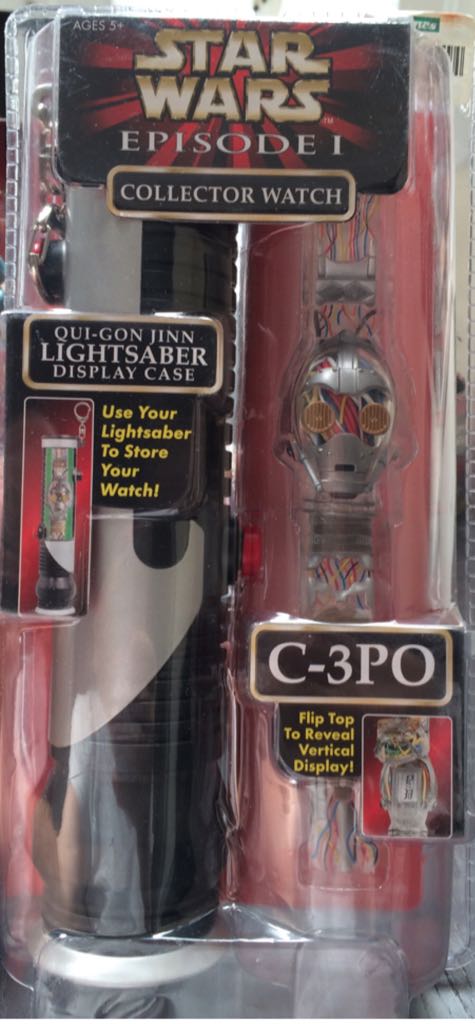 AGES 5+
STAR
WARS
TM
EPISODE I
COLLECTOR WATCH
QUI-GON JINN
LIGHTSABER
DISPLAY CASE
Use Your
Lightsaber
To Store
Your
Watch!
C-3PO
Flip Top
To Reveal
Vertical
Display!